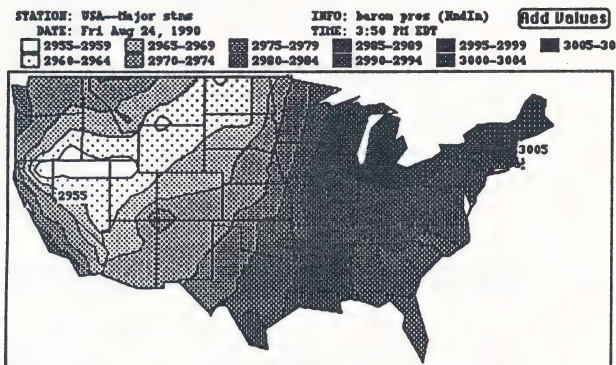 STATION: USA--Major stns INFO: barom pres (HndIn) Add Values
DATE: Fri Aug 24, 1990 TIME: 3:50 PM EDT
2955-2959 2965-2969 2975-2979 2985-2989 2995-2999 3005-30
2960-2964 2970-2974 2980-2984 2990-2994 3000-3004
3005
2955